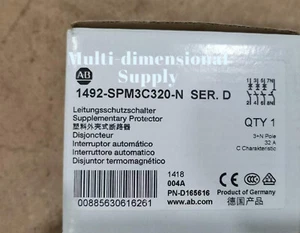 Multi-dimensional
Supply
AB
1492-SPM3C320-N SER. D
Leitungsschutzschalter
Supplementary Protector
塑料外壳式断路器
Disjoncteur
Interruptor automático
Interruttore automatico
Disjuntor termomagnético
QTY 1
3+N Pole
32 A
C Characteristic
1418
004A
PN-D165616
00885630616261
Product of Germany
www.ab.com
德国产品